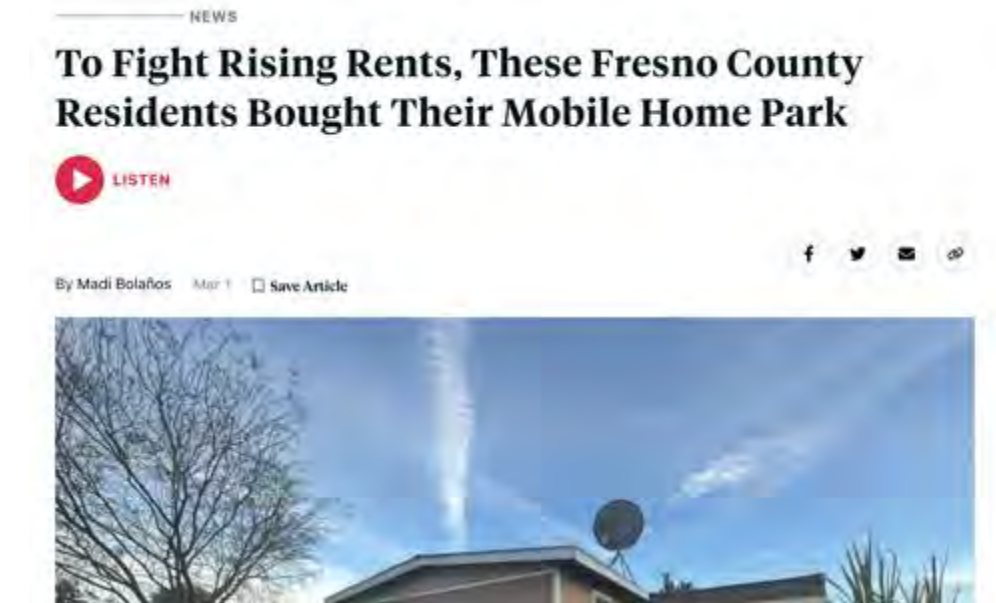 NEWS
To Fight Rising Rents, These Fresno County
Residents Bought Their Mobile Home Park
LISTEN
By Madi Bolaños Mar 1 Save Article